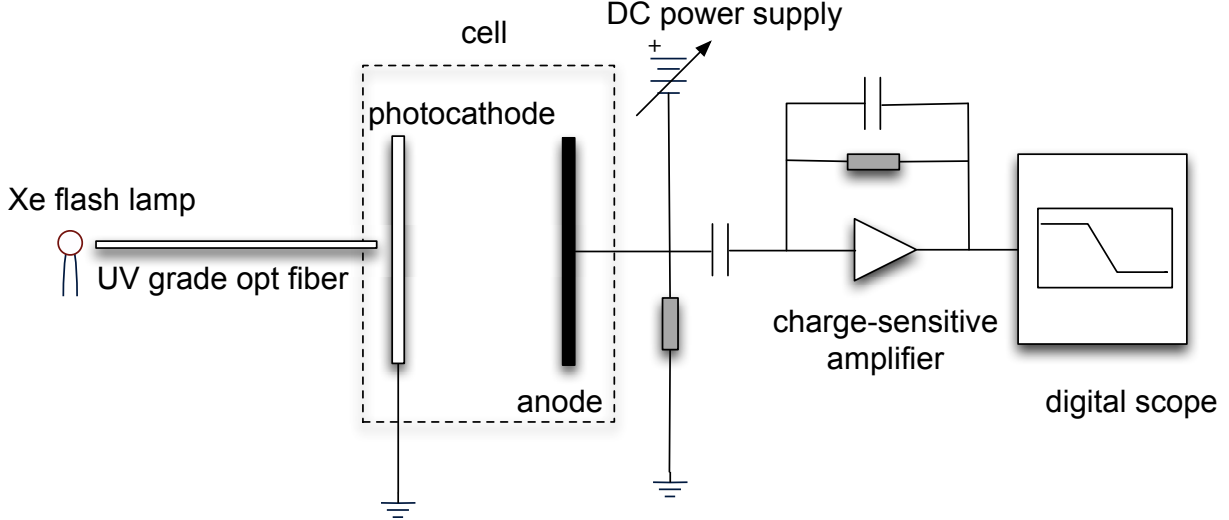 DC power supply
+
cell
photocathode
Xe flash lamp
UV grade opt fiber
charge-sensitive
amplifier
anode
digital scope